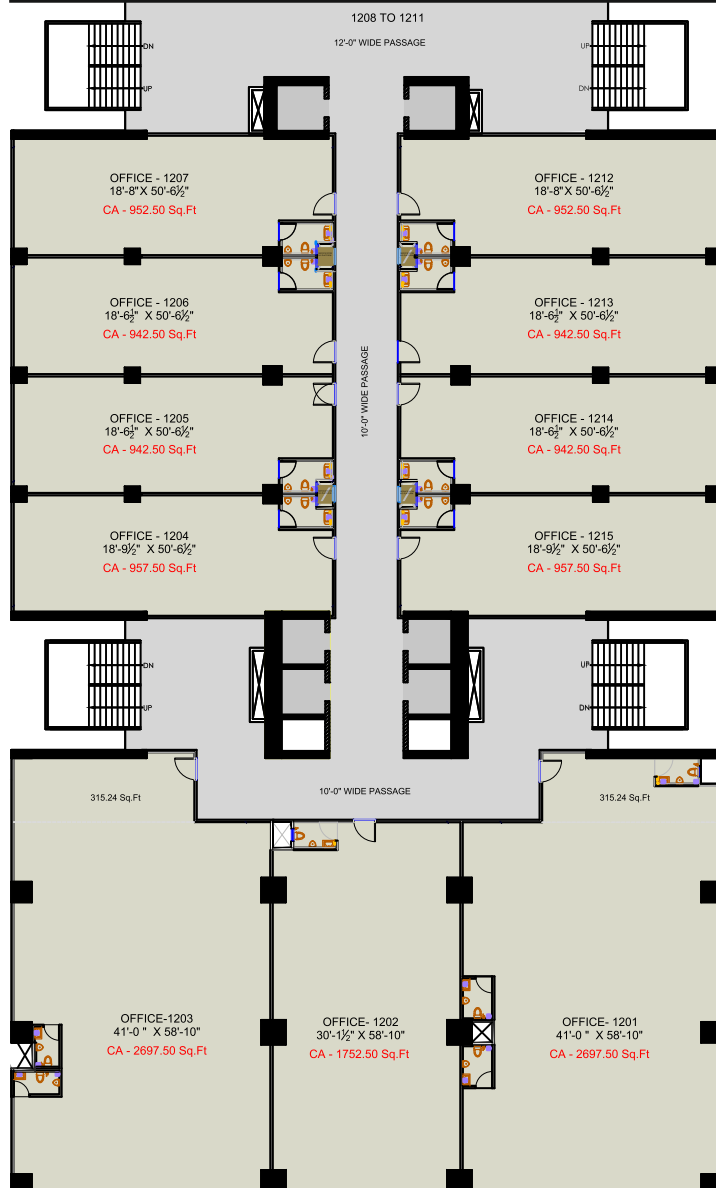 1208 TO 1211
12'-0" WIDE PASSAGE
DN
UP
UP
DN
OFFICE - 1207
18'-8"X 50'-6½"
CA - 952.50 Sq.Ft
OFFICE - 1212
18'-8"X 50'-6½"
CA - 952.50 Sq.Ft
OFFICE - 1206
18'-6½" X 50'-6½"
CA - 942.50 Sq.Ft
OFFICE - 1213
18'-6½" X 50'-6½"
CA - 942.50 Sq.Ft
10'-0" WIDE PASSAGE
OFFICE - 1205
18'-6½" X 50'-6½"
CA - 942.50 Sq.Ft
OFFICE - 1214
18'-6½" X 50'-6½"
CA - 942.50 Sq.Ft
OFFICE - 1204
18'-9½" X 50'-6½"
CA - 957.50 Sq.Ft
OFFICE - 1215
18'-9½" X 50'-6½"
CA - 957.50 Sq.Ft
DN
UP
UP
DN
10'-0" WIDE PASSAGE
315.24 Sq.Ft
315.24 Sq.Ft
OFFICE-1203
41'-0 " X 58'-10"
CA - 2697.50 Sq.Ft
OFFICE- 1202
30'-1½" X 58'-10"
CA - 1752.50 Sq.Ft
OFFICE- 1201
41'-0 " X 58'-10"
CA - 2697.50 Sq.Ft